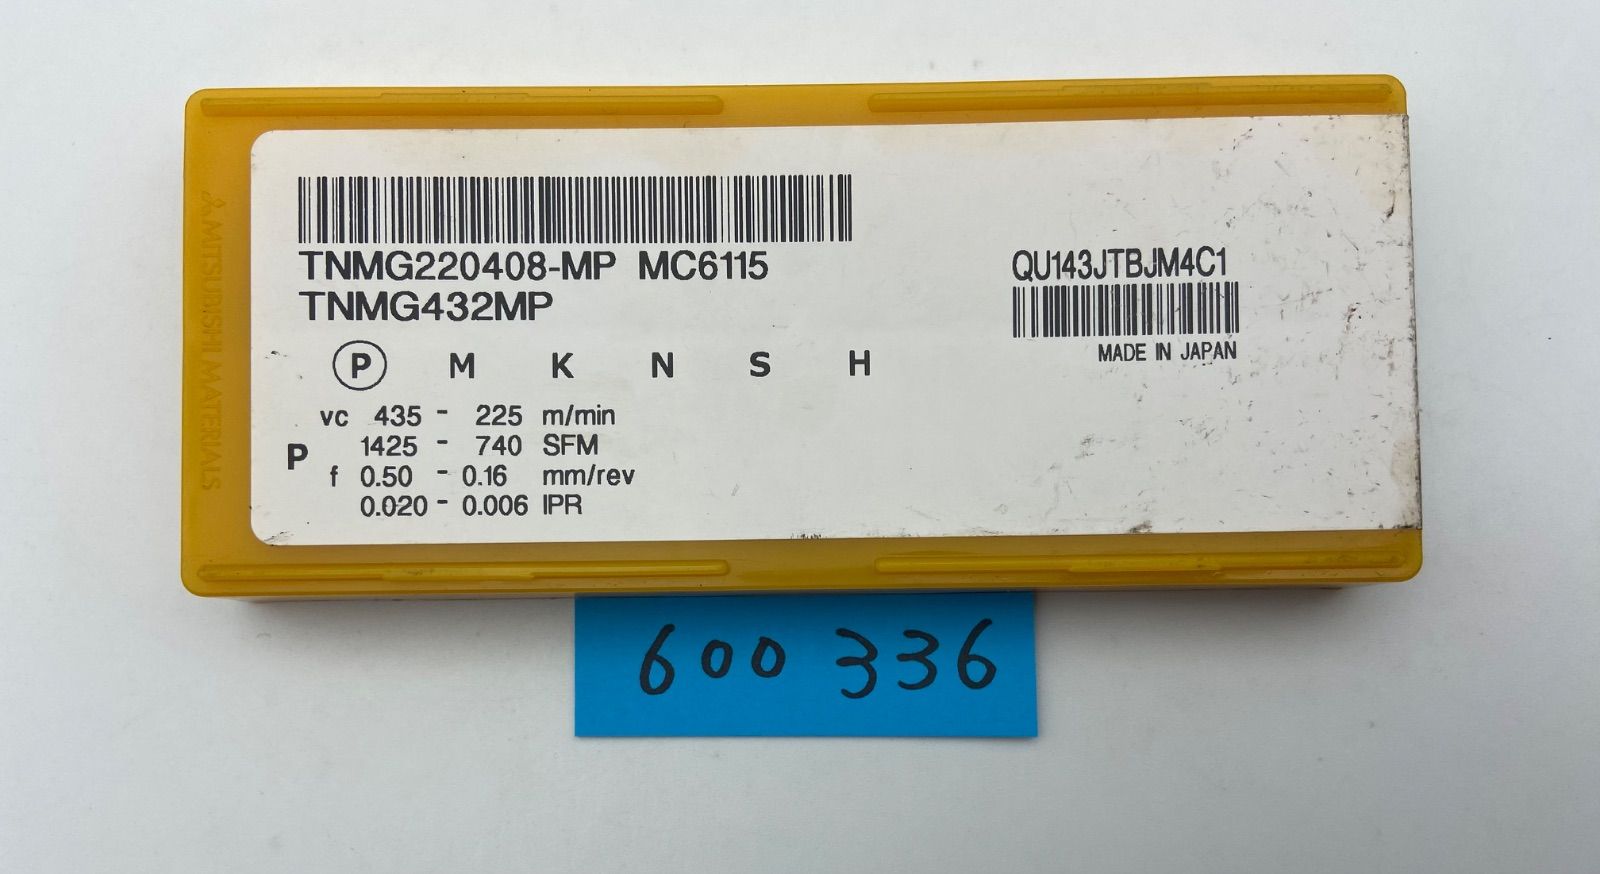 MITSUBISHI MATERIALS
TNMG220408-MP MC6115
TNMG432MP
QU143JTBJM4C1
MADE IN JAPAN
P M K N S H
P
vc 435 - 225 m/min
1425 - 740 SFM
f 0.50 - 0.16 mm/rev
0.020 - 0.006 IPR
600 336